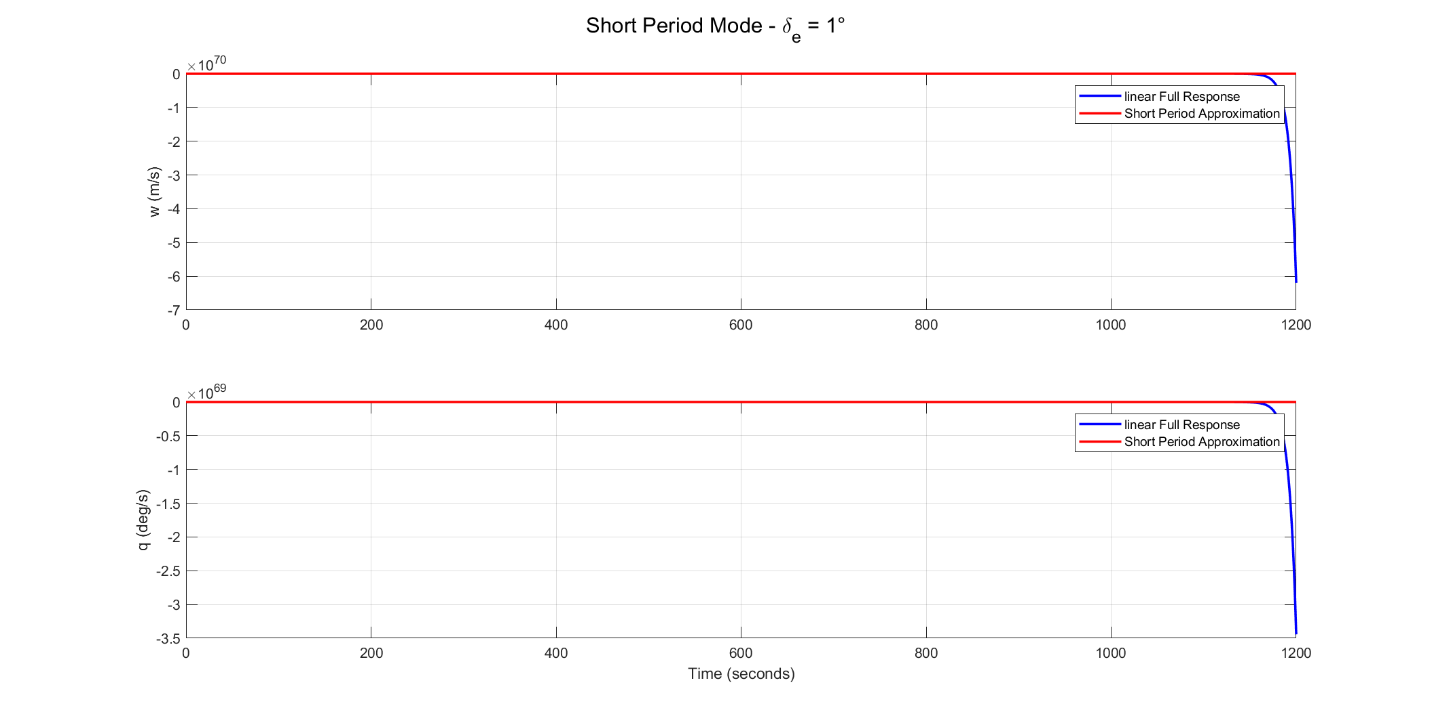 Short Period Mode - δe = 1°
×10^70
0
-1
-2
-3
-4
-5
-6
-7
w (m/s)
linear Full Response
Short Period Approximation
0 200 400 600 800 1000 1200
×10^69
0
-0.5
-1
-1.5
-2
-2.5
-3
-3.5
q (deg/s)
linear Full Response
Short Period Approximation
0 200 400 600 800 1000 1200
Time (seconds)